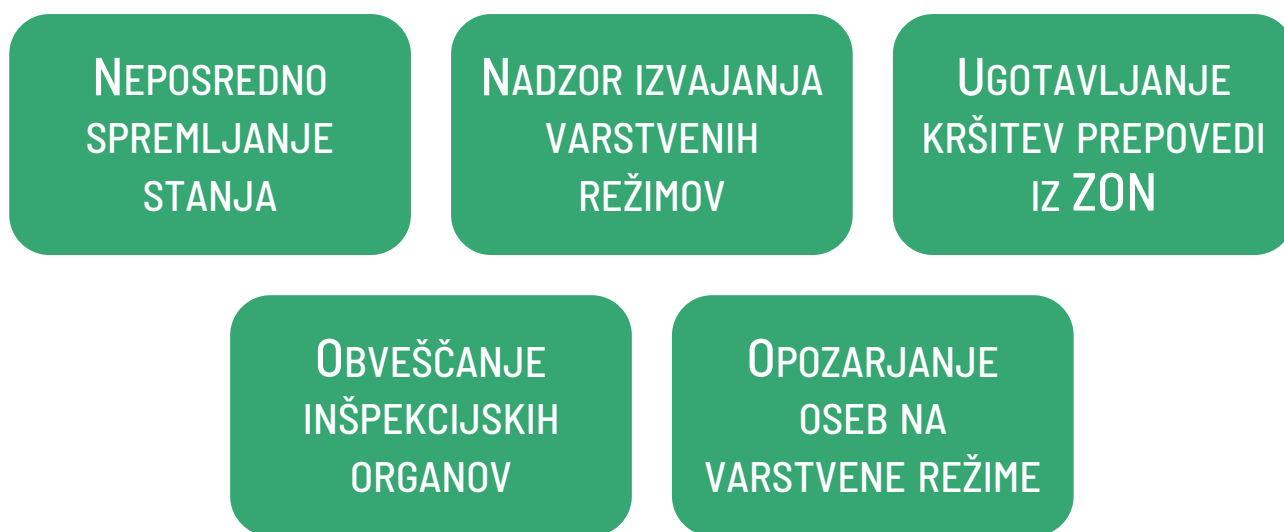 NEPOSREDNO
SPREMLJANJE
STANJA
NADZOR IZVAJANJA
VARSTVENIH
REŽIMOV
UGOTAVLJANJE
KRŠITEV PREPOVEDI
IZ ZON
OBVEŠČANJE
INŠPEKCIJSKIH
ORGANOV
OPOZARJANJE
OSEB NA
VARSTVENE REŽIME